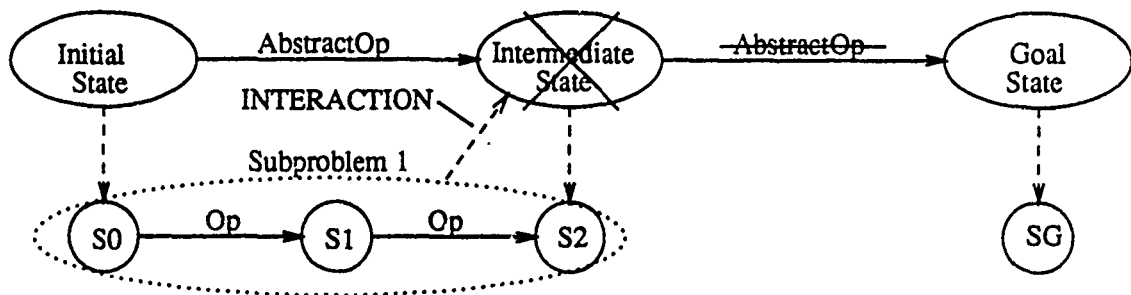 Initial
State
AbstractOp
Intermediate
State
AbstractOp
Goal
State
INTERACTION
Subproblem 1
S0
Op
S1
Op
S2
SG